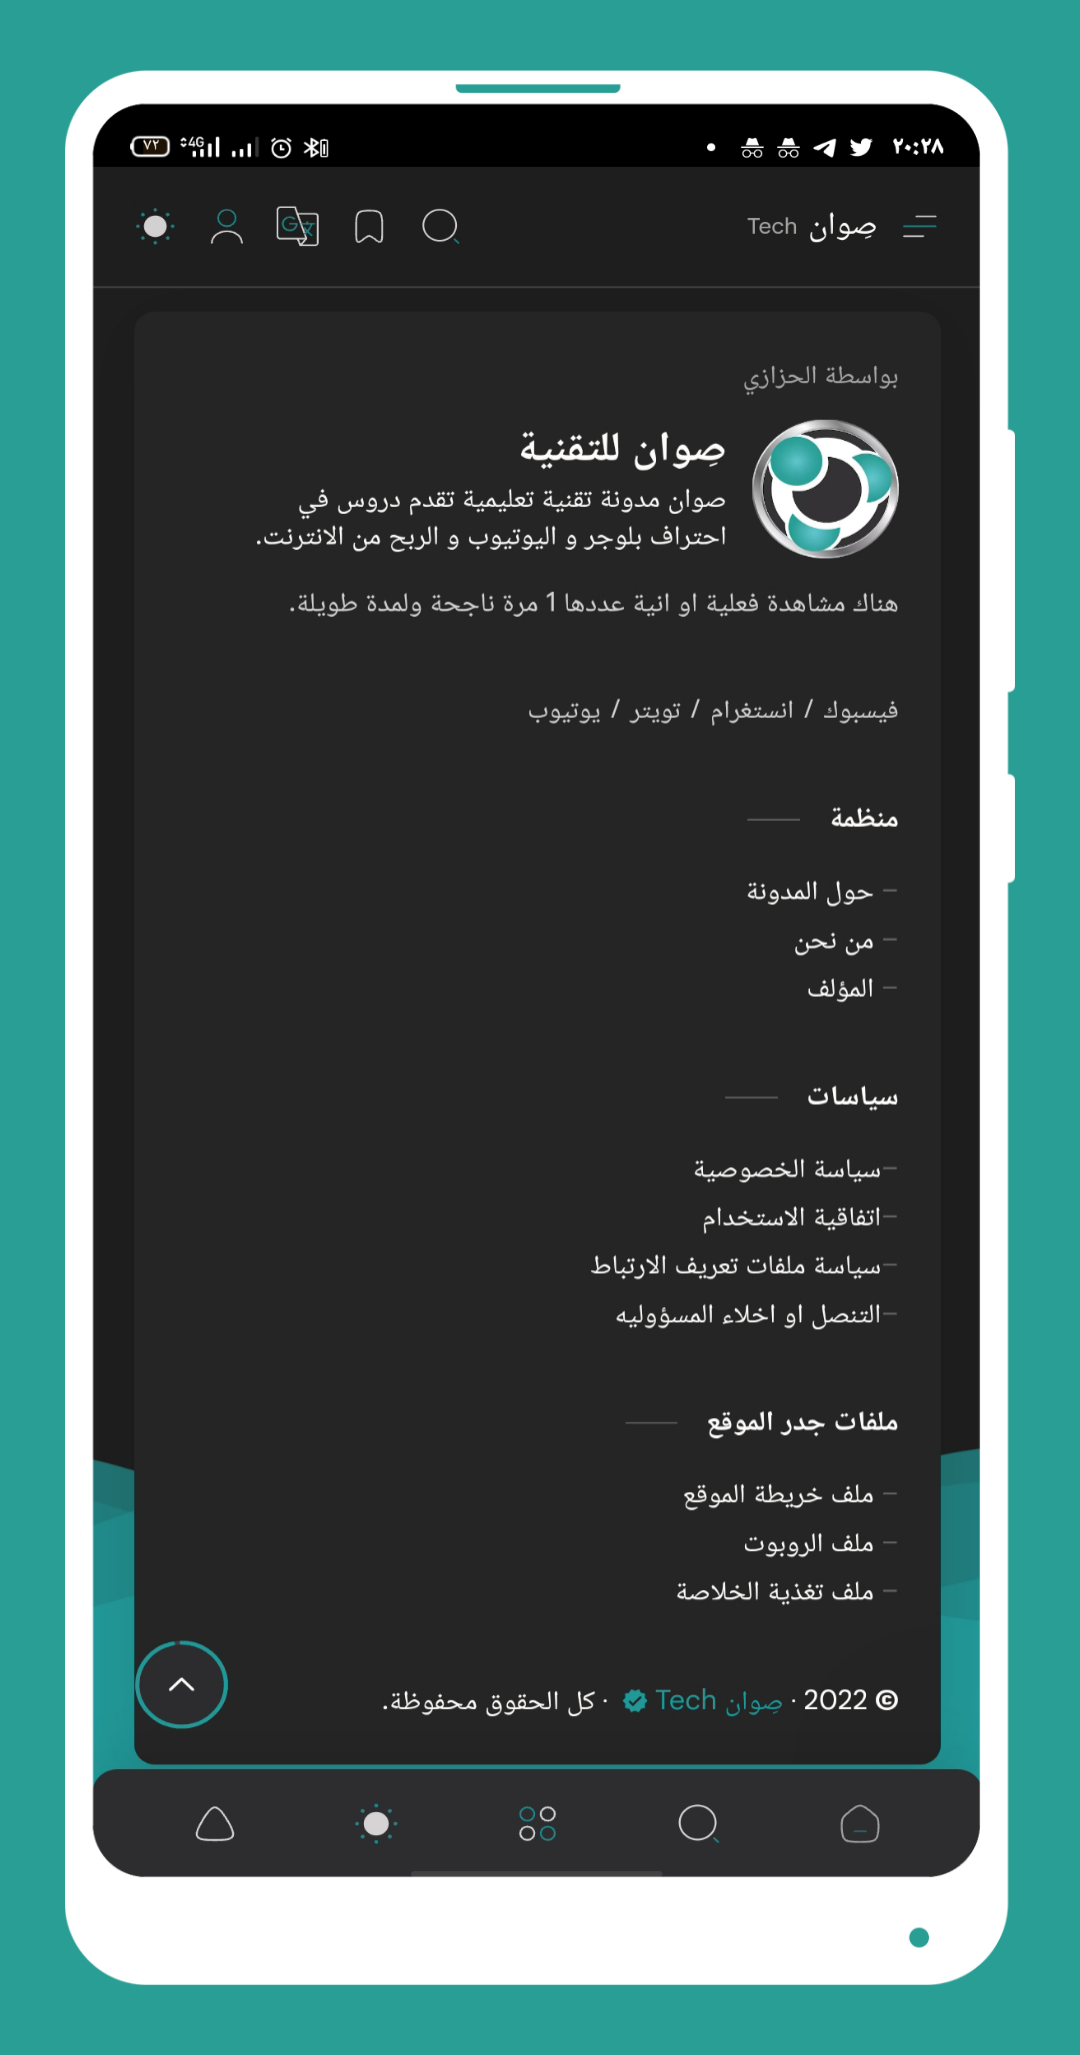 ٢٠:٢٨
4G
٧٢
صِوان Tech
G
بواسطة الحزازي
صِوان للتقنية
صوان مدونة تقنية تعليمية تقدم دروس في
احتراف بلوجر و اليوتيوب و الربح من الانترنت.
هناك مشاهدة فعلية او انية عددها 1 مرة ناجحة ولمدة طويلة.
فيسبوك / انستغرام / تويتر / يوتيوب
منظمة
– حول المدونة
– من نحن
– المؤلف
سياسات
–سياسة الخصوصية
–اتفاقية الاستخدام
–سياسة ملفات تعريف الارتباط
–التنصل او اخلاء المسؤوليه
ملفات جدر الموقع
– ملف خريطة الموقع
– ملف الروبوت
– ملف تغذية الخلاصة
© 2022 · صِوان Tech · كل الحقوق محفوظة.